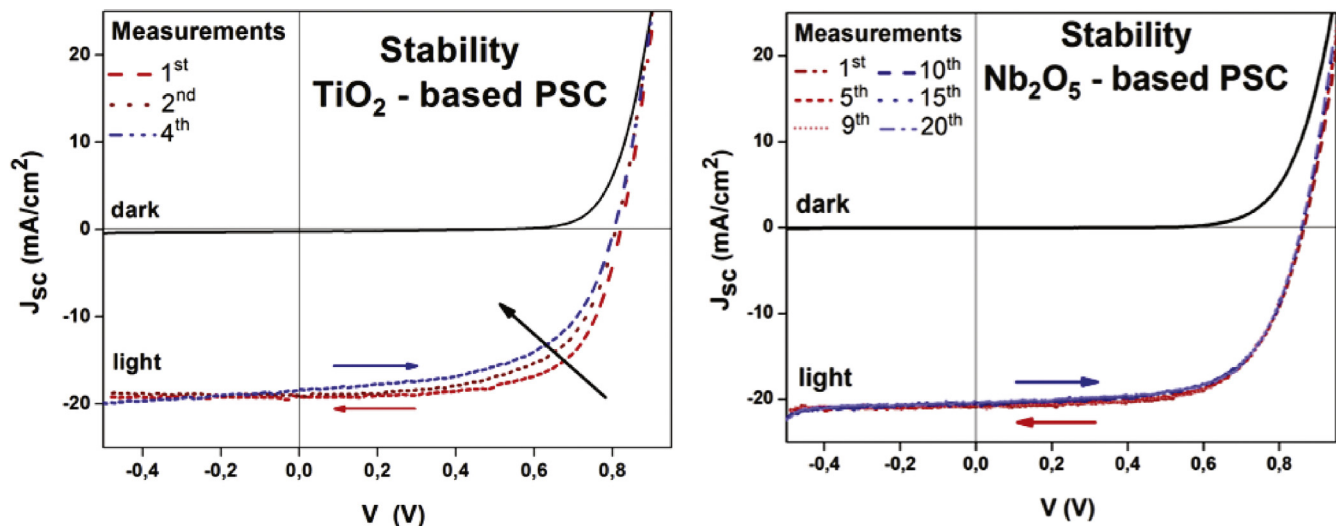 Measurements
1st
2nd
4th
Stability
TiO2 - based PSC
JSC (mA/cm2)
20
10
0
-10
-20
dark
light
-0,4 -0,2 0,0 0,2 0,4 0,6 0,8
V (V)
Measurements
1st 10th
5th 15th
9th 20th
Stability
Nb2O5 - based PSC
JSC (mA/cm2)
20
10
0
-10
-20
dark
light
-0,4 -0,2 0,0 0,2 0,4 0,6 0,8
V (V)